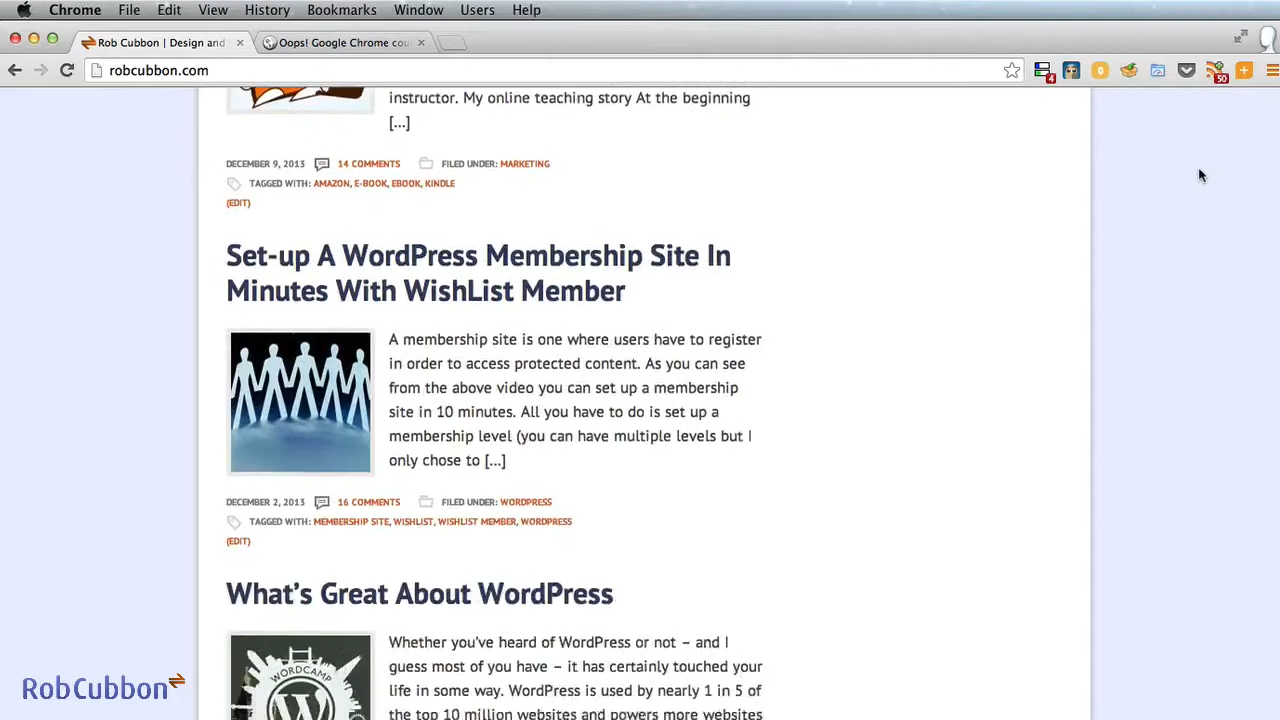 Chrome File Edit View History Bookmarks Window Users Help
Rob Cubbon | Design and
Oops! Google Chrome cou
robcubbon.com
4
0
50
instructor. My online teaching story At the beginning
[...]
DECEMBER 9, 2013 14 COMMENTS FILED UNDER: MARKETING
TAGGED WITH: AMAZON, E-BOOK, EBOOK, KINDLE
(EDIT)
Set-up A WordPress Membership Site In
Minutes With WishList Member
A membership site is one where users have to register
in order to access protected content. As you can see
from the above video you can set up a membership
site in 10 minutes. All you have to do is set up a
membership level (you can have multiple levels but I
only chose to [...]
DECEMBER 2, 2013 16 COMMENTS FILED UNDER: WORDPRESS
TAGGED WITH: MEMBERSHIP SITE, WISHLIST, WISHLIST MEMBER, WORDPRESS
(EDIT)
What's Great About WordPress
WORDCAMP
Whether you've heard of WordPress or not – and I
guess most of you have – it has certainly touched your
life in some way. WordPress is used by nearly 1 in 5 of
the top 10 million websites and powers more websites
RobCubbon